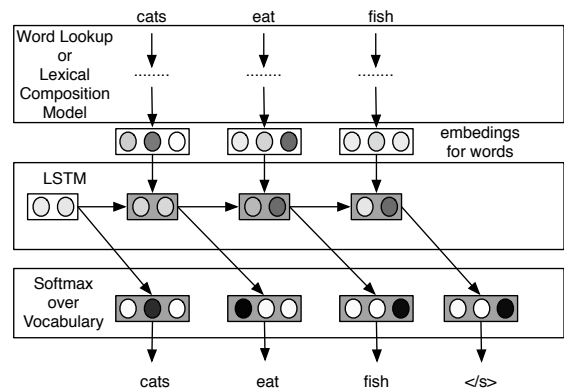 cats eat fish
Word Lookup
or
Lexical
Composition
Model
embedings
for words
LSTM
Softmax
over
Vocabulary
cats eat fish </s>